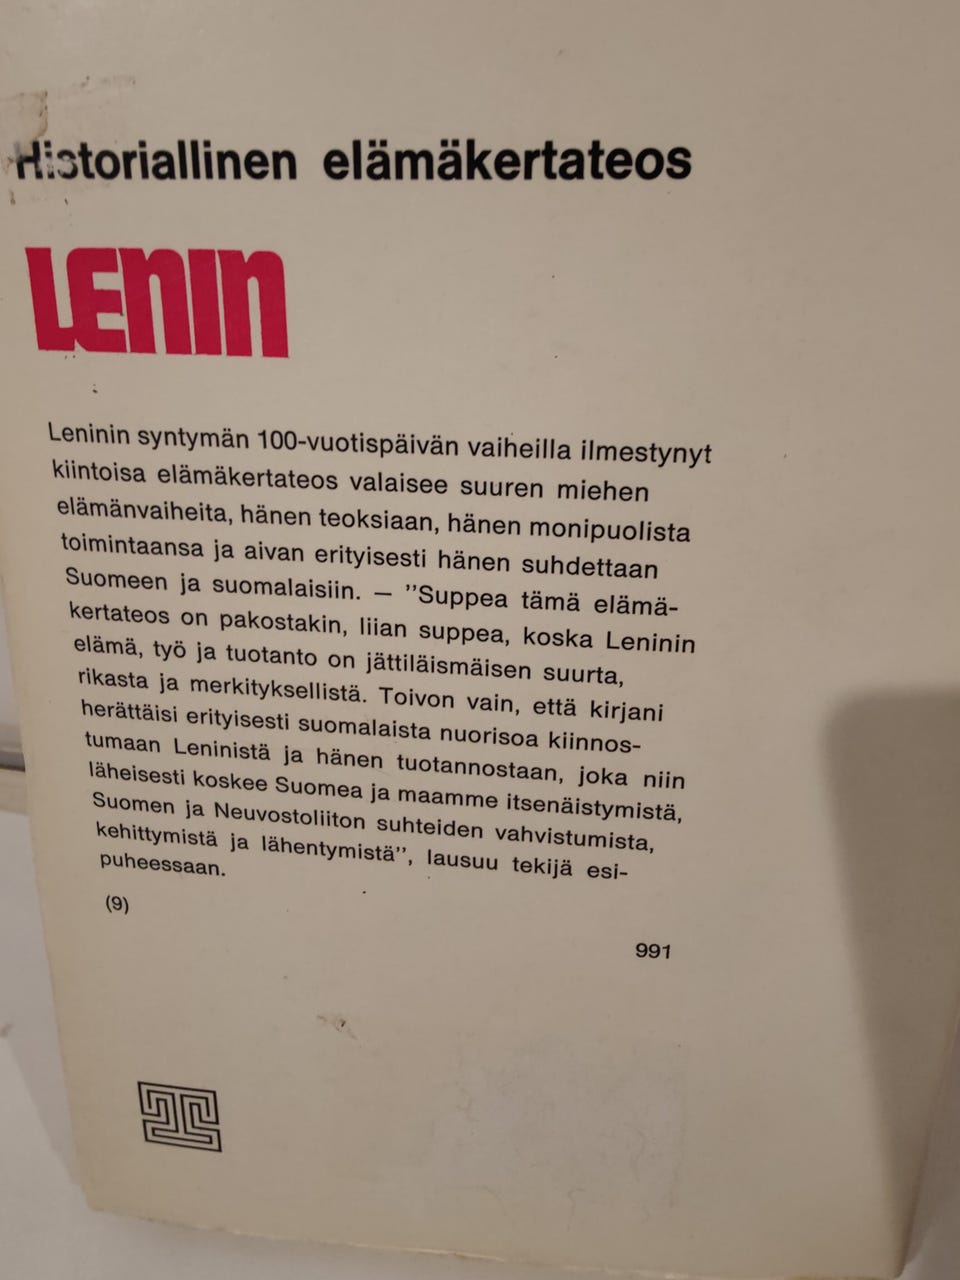 Historiallinen elämäkertateos
LENIN
Leninin syntymän 100-vuotispäivän vaiheilla ilmestynyt
kiintoisa elämäkertateos valaisee suuren miehen
elämänvaiheita, hänen teoksiaan, hänen monipuolista
toimintaansa ja aivan erityisesti hänen suhdettaan
Suomeen ja suomalaisiin. — ”Suppea tämä elämä-
kertateos on pakostakin, liian suppea, koska Leninin
elämä, työ ja tuotanto on jättiläismäisen suurta,
rikasta ja merkityksellistä. Toivon vain, että kirjani
herättäisi erityisesti suomalaista nuorisoa kiinnos-
tumaan Leninistä ja hänen tuotannostaan, joka niin
läheisesti koskee Suomea ja maamme itsenäistymistä,
Suomen ja Neuvostoliiton suhteiden vahvistumista,
kehittymistä ja lähentymistä”, lausuu tekijä esi-
puheessaan.
(9)
991